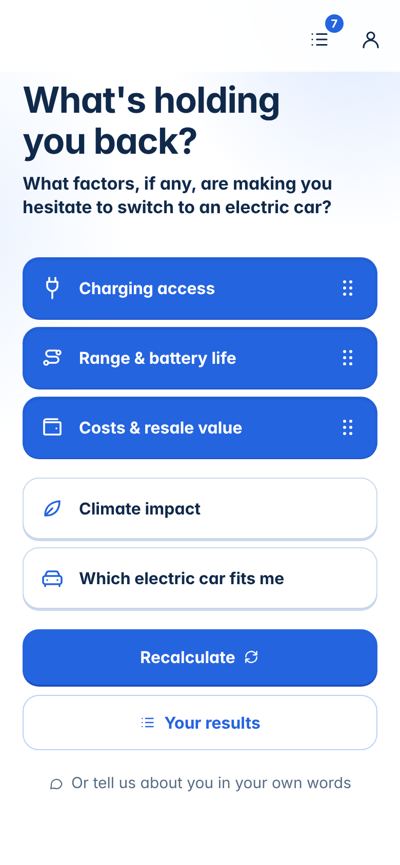 7
What's holding
you back?
What factors, if any, are making you
hesitate to switch to an electric car?
Charging access
Range & battery life
Costs & resale value
Climate impact
Which electric car fits me
Recalculate
Your results
Or tell us about you in your own words